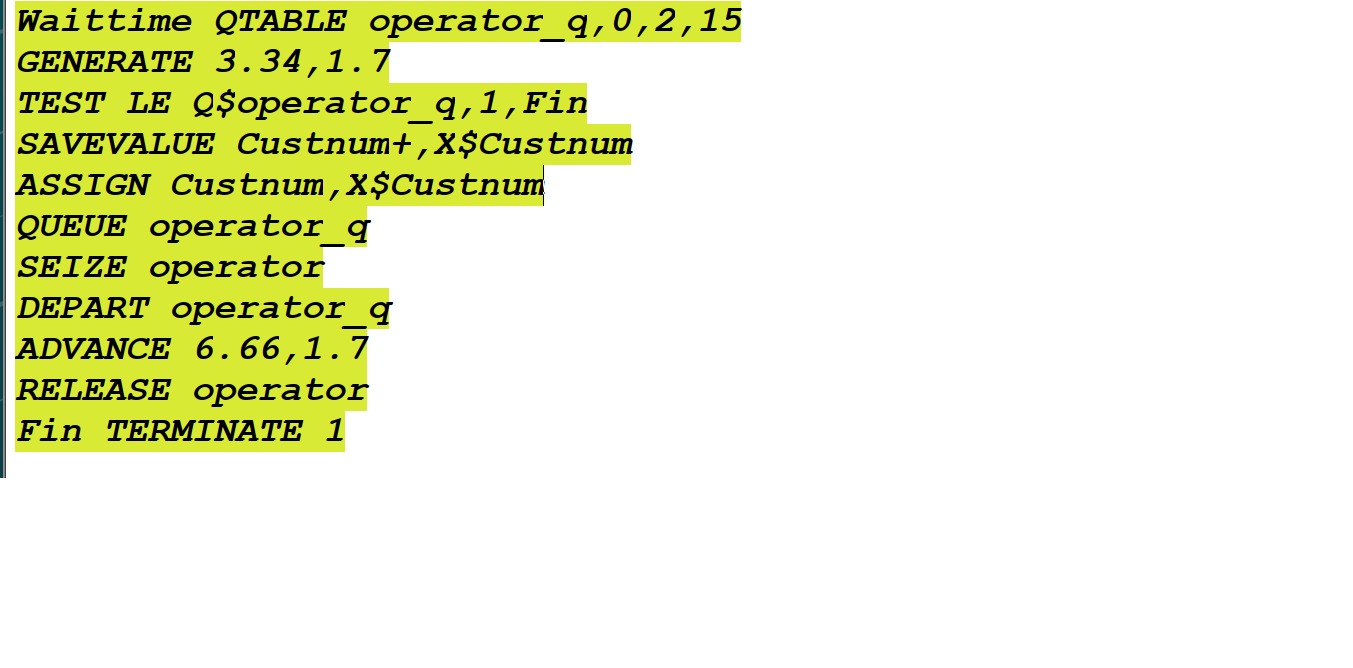 Waittime QTABLE operator_q,0,2,15
GENERATE 3.34,1.7
TEST LE Q$operator_q,1,Fin
SAVEVALUE Custnum+,X$Custnum
ASSIGN Custnum,X$Custnum
QUEUE operator_q
SEIZE operator
DEPART operator_q
ADVANCE 6.66,1.7
RELEASE operator
Fin TERMINATE 1